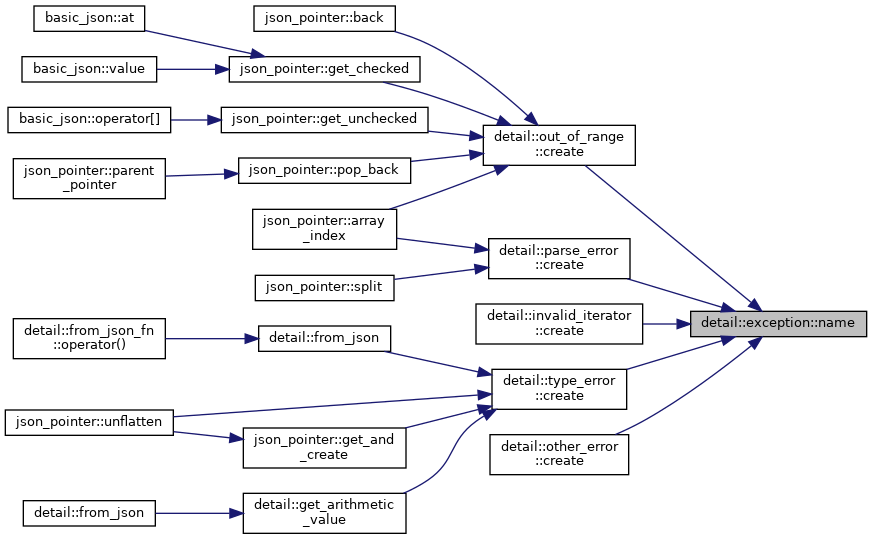 basic_json::at
json_pointer::back
basic_json::value
json_pointer::get_checked
basic_json::operator[]
json_pointer::get_unchecked
detail::out_of_range
::create
json_pointer::parent
_pointer
json_pointer::pop_back
json_pointer::array
_index
detail::parse_error
::create
json_pointer::split
detail::invalid_iterator
::create
detail::exception::name
detail::from_json_fn
::operator()
detail::from_json
detail::type_error
::create
json_pointer::unflatten
json_pointer::get_and
_create
detail::other_error
::create
detail::from_json
detail::get_arithmetic
_value